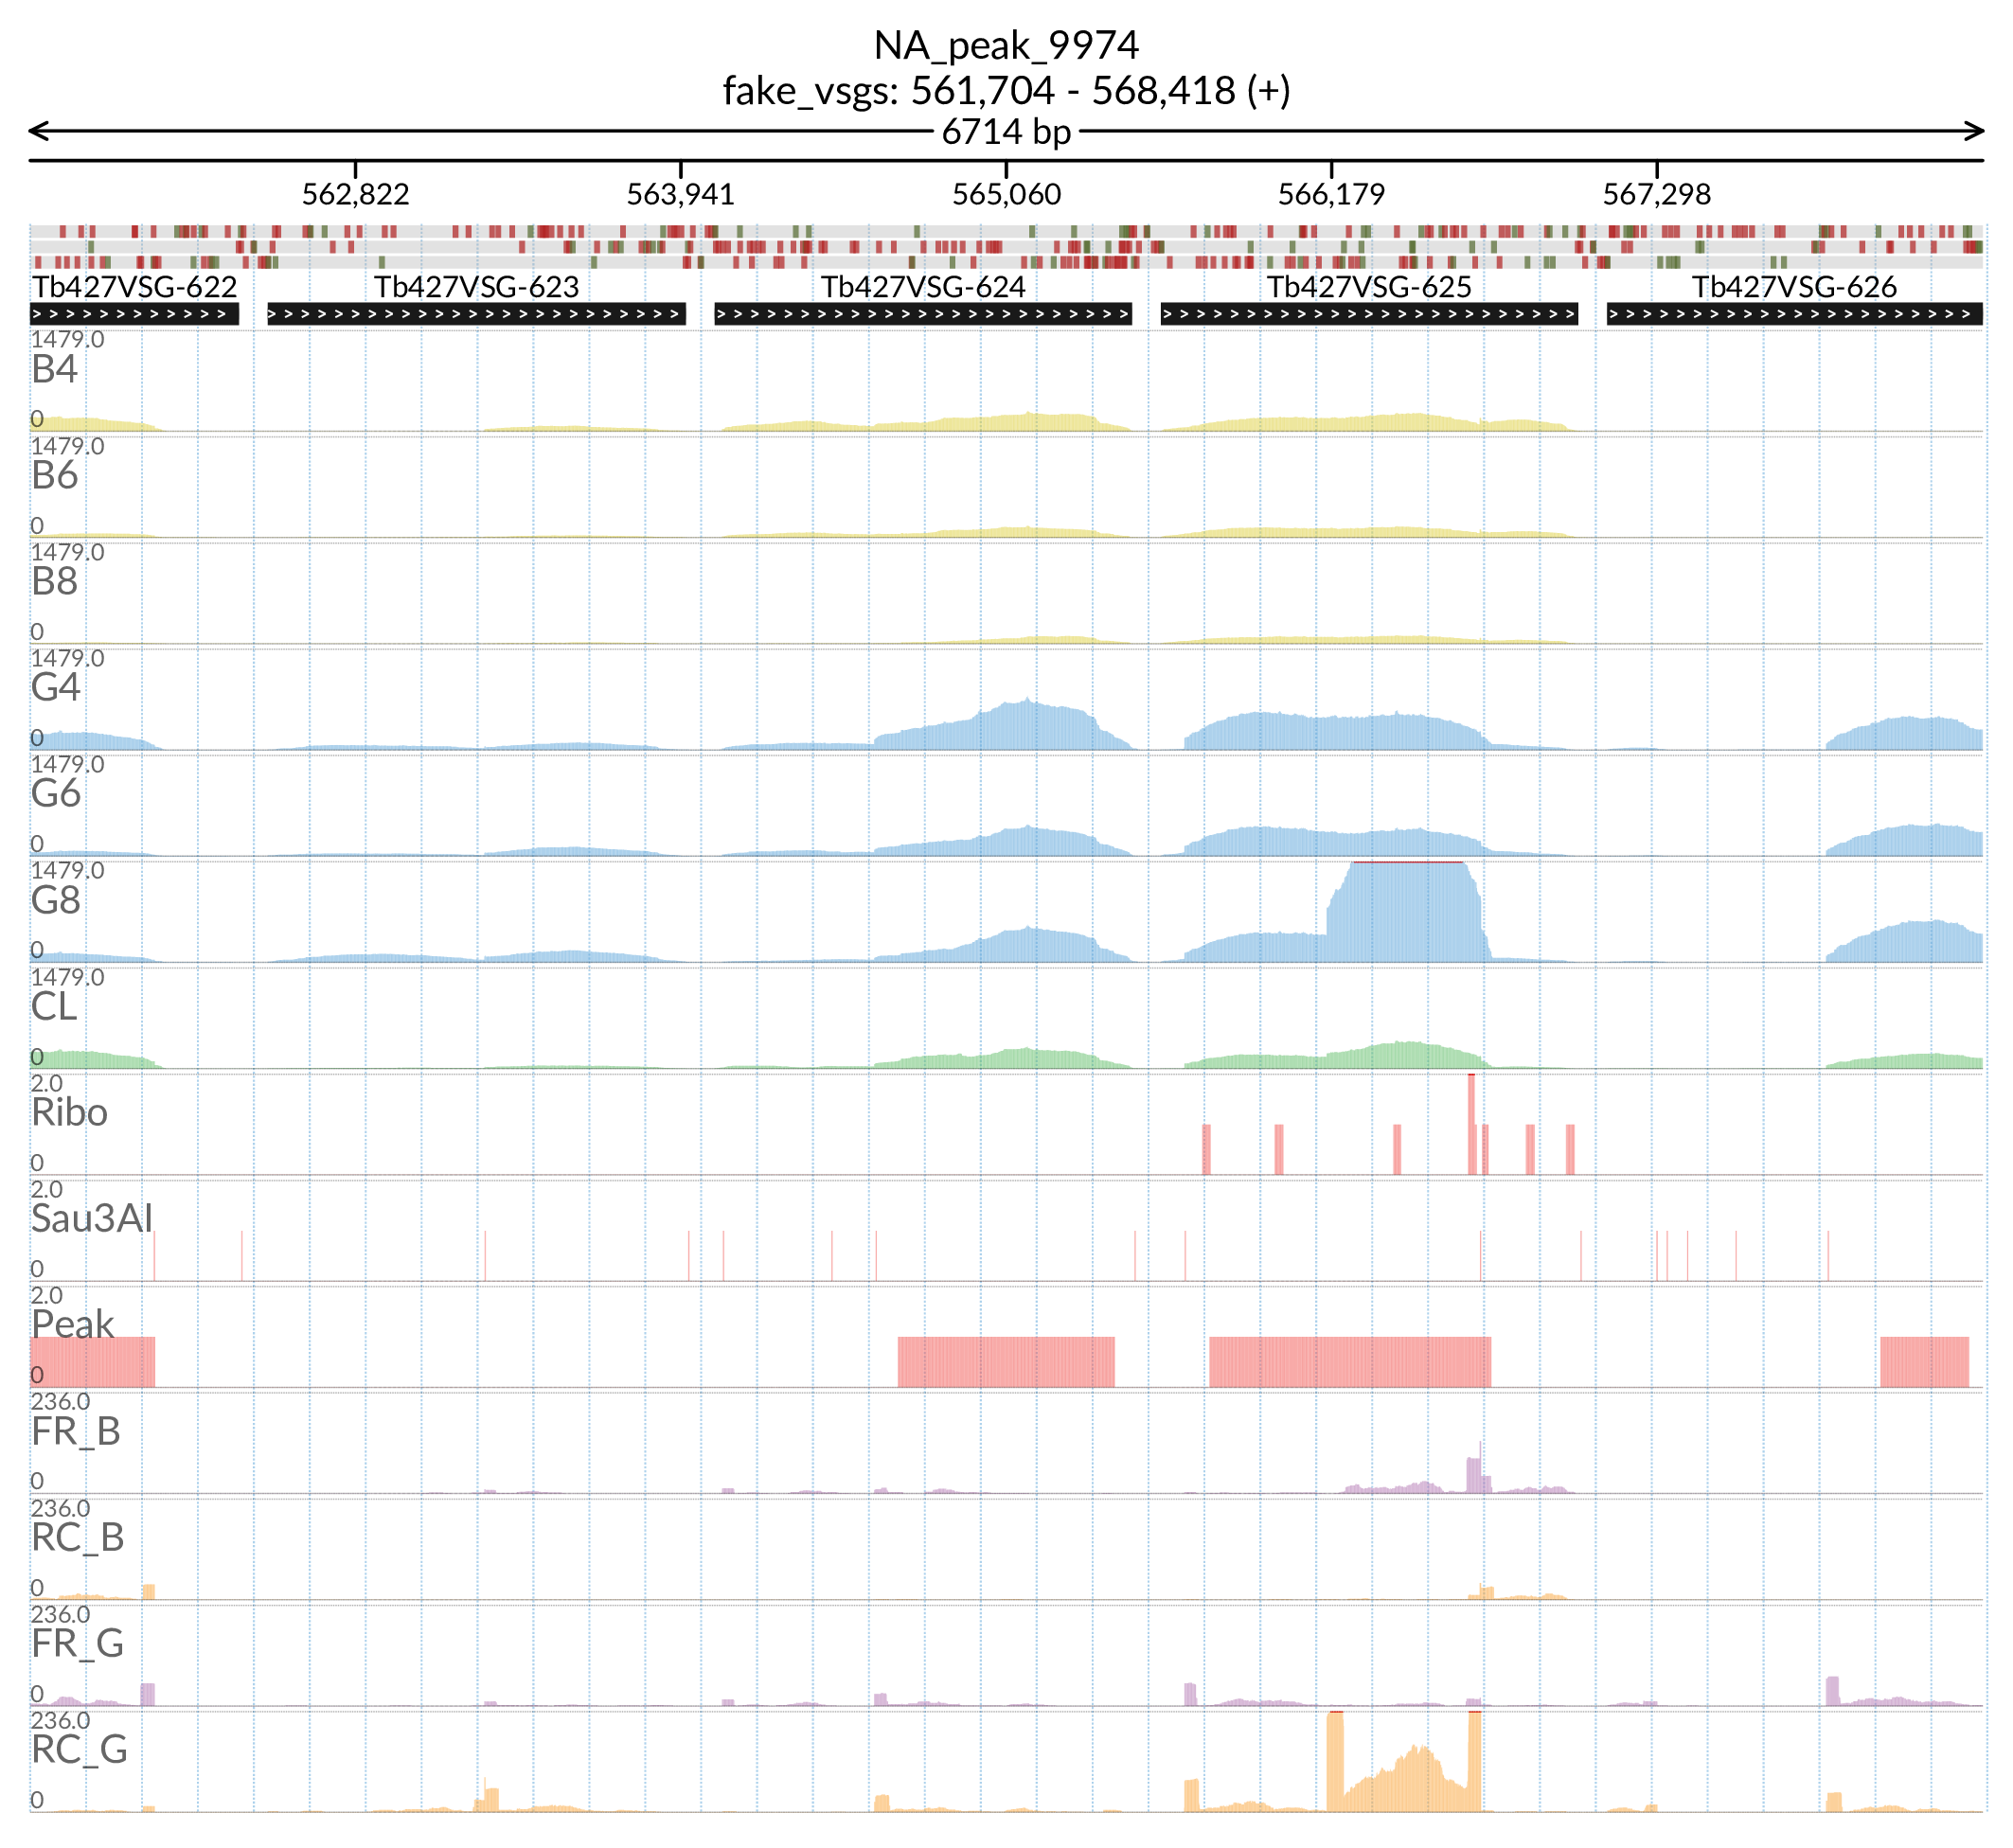 NA_peak_9974
fake_vsgs: 561,704 - 568,418 (+)
6714 bp
562,822 563,941 565,060 566,179 567,298
Tb427VSG-622 Tb427VSG-623 Tb427VSG-624 Tb427VSG-625 Tb427VSG-626
1479.0
B4
0
1479.0
B6
0
1479.0
B8
0
1479.0
G4
0
1479.0
G6
0
1479.0
G8
0
1479.0
CL
0
2.0
Ribo
0
2.0
Sau3AI
0
2.0
Peak
0
236.0
FR_B
0
236.0
RC_B
0
236.0
FR_G
0
236.0
RC_G
0